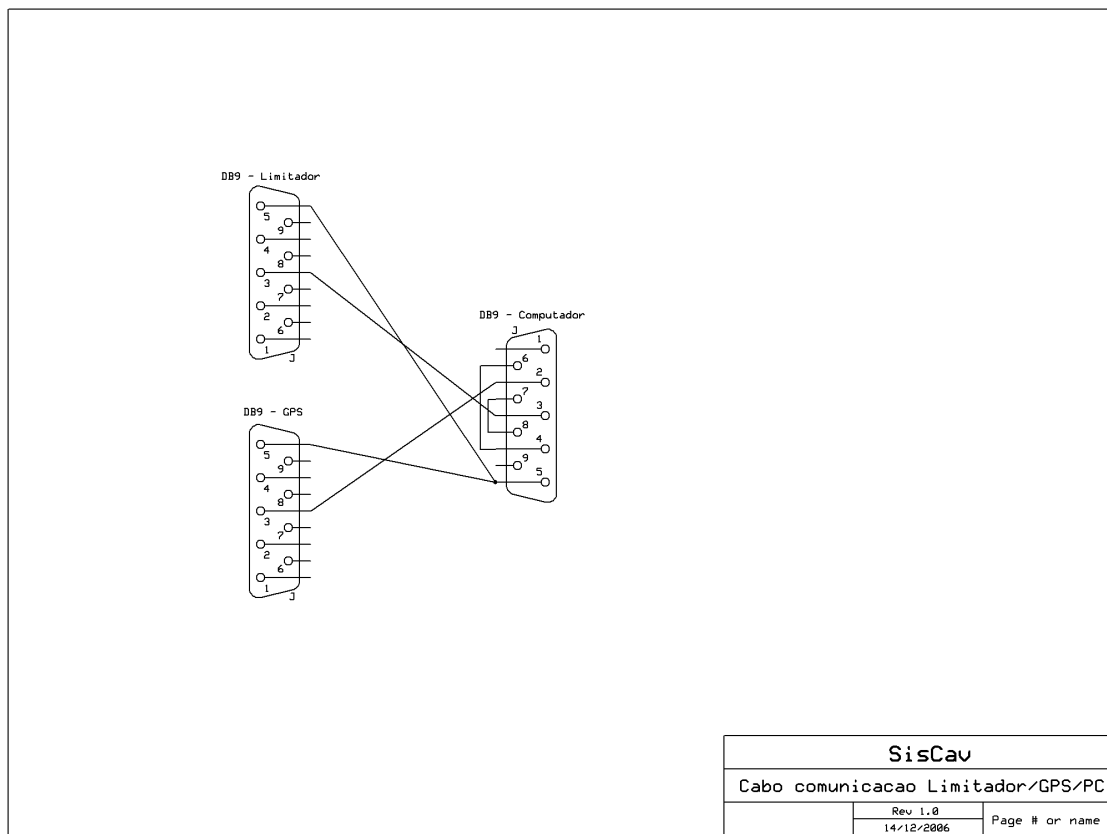 DB9 - Limitador
5
9
4
8
3
7
2
6
1
J
DB9 - Computador
J
1
6
2
7
3
8
4
9
5
DB9 - GPS
5
9
4
8
3
7
2
6
1
J
SisCav
Cabo comunicacao Limitador/GPS/PC
Rev 1.0
14/12/2006
Page # or name